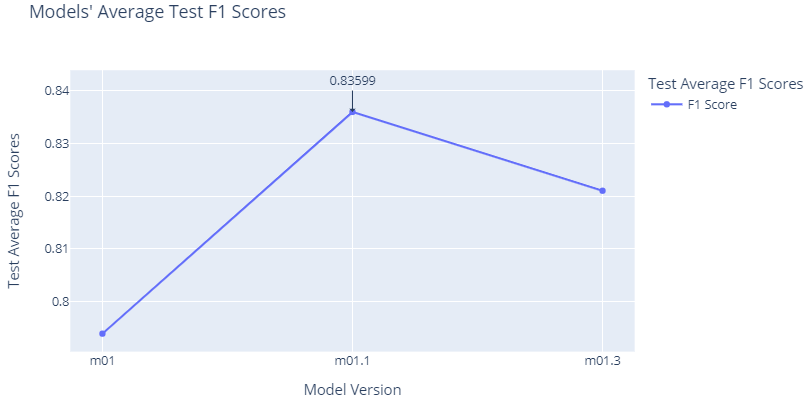 Models' Average Test F1 Scores
0.83599
Test Average F1 Scores
F1 Score
Test Average F1 Scores
0.84
0.83
0.82
0.81
0.8
m01
m01.1
m01.3
Model Version